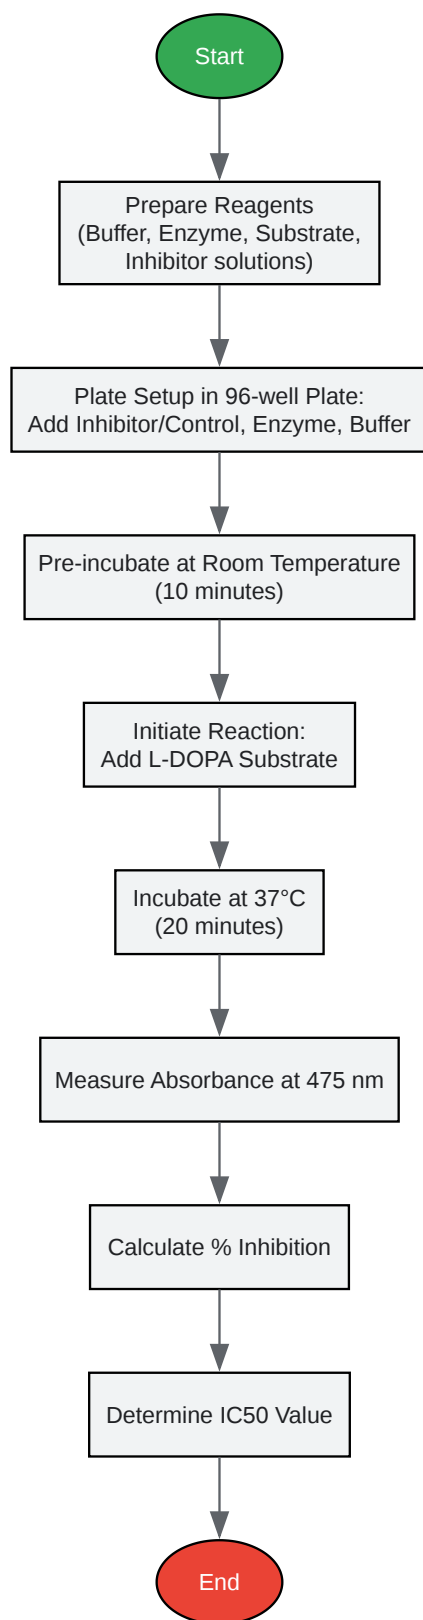 Start
Prepare Reagents
(Buffer, Enzyme, Substrate,
Inhibitor solutions)
Plate Setup in 96-well Plate:
Add Inhibitor/Control, Enzyme, Buffer
Pre-incubate at Room Temperature
(10 minutes)
Initiate Reaction:
Add L-DOPA Substrate
Incubate at 37°C
(20 minutes)
Measure Absorbance at 475 nm
Calculate % Inhibition
Determine IC50 Value
End